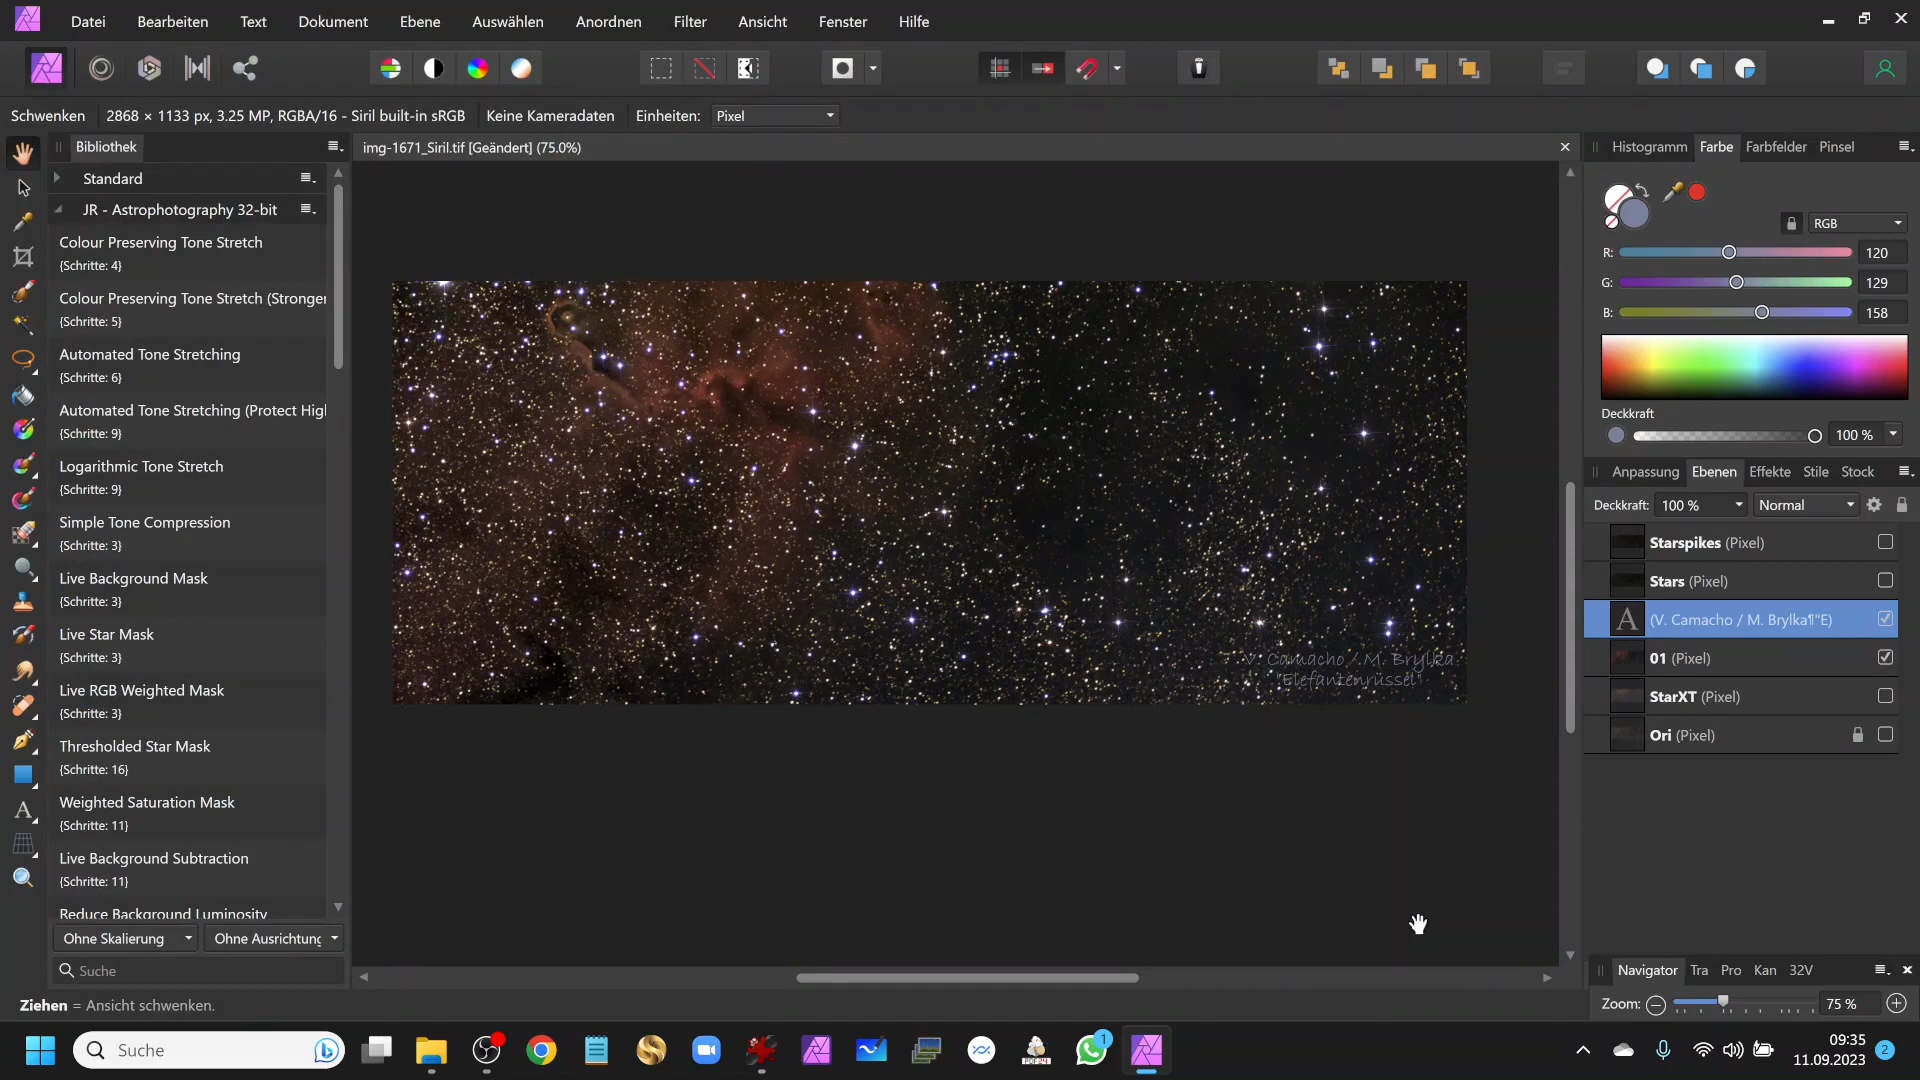 Datei Bearbeiten Text Dokument Ebene Auswählen Anordnen Filter Ansicht Fenster Hilfe
Schwenken 2868 × 1133 px, 3.25 MP, RGBA/16 - Siril built-in sRGB Keine Kameradaten Einheiten: Pixel
Bibliothek
Standard
JR - Astrophotography 32-bit
Colour Preserving Tone Stretch
{Schritte: 4}
Colour Preserving Tone Stretch (Stronger
{Schritte: 5}
Automated Tone Stretching
{Schritte: 6}
Automated Tone Stretching (Protect High
{Schritte: 9}
Logarithmic Tone Stretch
{Schritte: 9}
Simple Tone Compression
{Schritte: 3}
Live Background Mask
{Schritte: 3}
Live Star Mask
{Schritte: 3}
Live RGB Weighted Mask
{Schritte: 3}
Thresholded Star Mask
{Schritte: 16}
Weighted Saturation Mask
{Schritte: 11}
Live Background Subtraction
{Schritte: 11}
Reduce Background Luminosity
Ohne Skalierung Ohne Ausrichtung
Suche
Ziehen = Ansicht schwenken.
img-1671_Siril.tif [Geändert] (75.0%)
V. Camacho / M. Brylka
"Elefantenrüssel"
Histogramm Farbe Farbfelder Pinsel
RGB
R: 120
G: 129
B: 158
Deckkraft
100 %
Anpassung Ebenen Effekte Stile Stock
Deckkraft: 100 % Normal
Starspikes (Pixel)
Stars (Pixel)
A (V. Camacho / M. Brylka¶"E)
01 (Pixel)
StarXT (Pixel)
Ori (Pixel)
Navigator Tra Pro Kan 32V
Zoom: 75 %
Suche
PDF24
1
09:35
11.09.2023
2